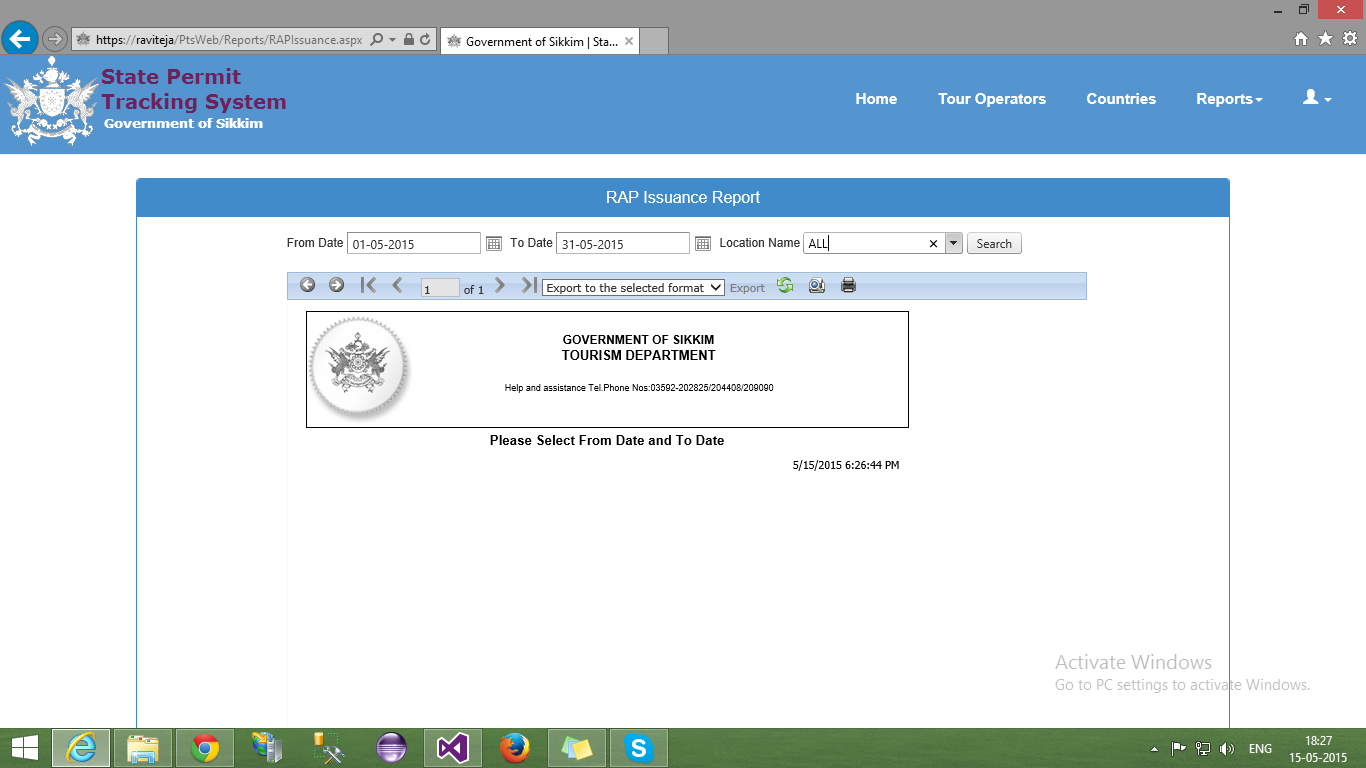 https://raviteja/PtsWeb/Reports/RAPIssuance.aspx
Government of Sikkim | Sta...
State Permit
Tracking System
Government of Sikkim
Home
Tour Operators
Countries
Reports
RAP Issuance Report
From Date 01-05-2015 To Date 31-05-2015 Location Name ALL Search
1 of 1 Export to the selected format Export
GOVERNMENT OF SIKKIM
TOURISM DEPARTMENT
Help and assistance Tel.Phone Nos:03592-202825/204408/209090
Please Select From Date and To Date
5/15/2015 6:26:44 PM
Activate Windows
Go to PC settings to activate Windows.
ENG
18:27
15-05-2015